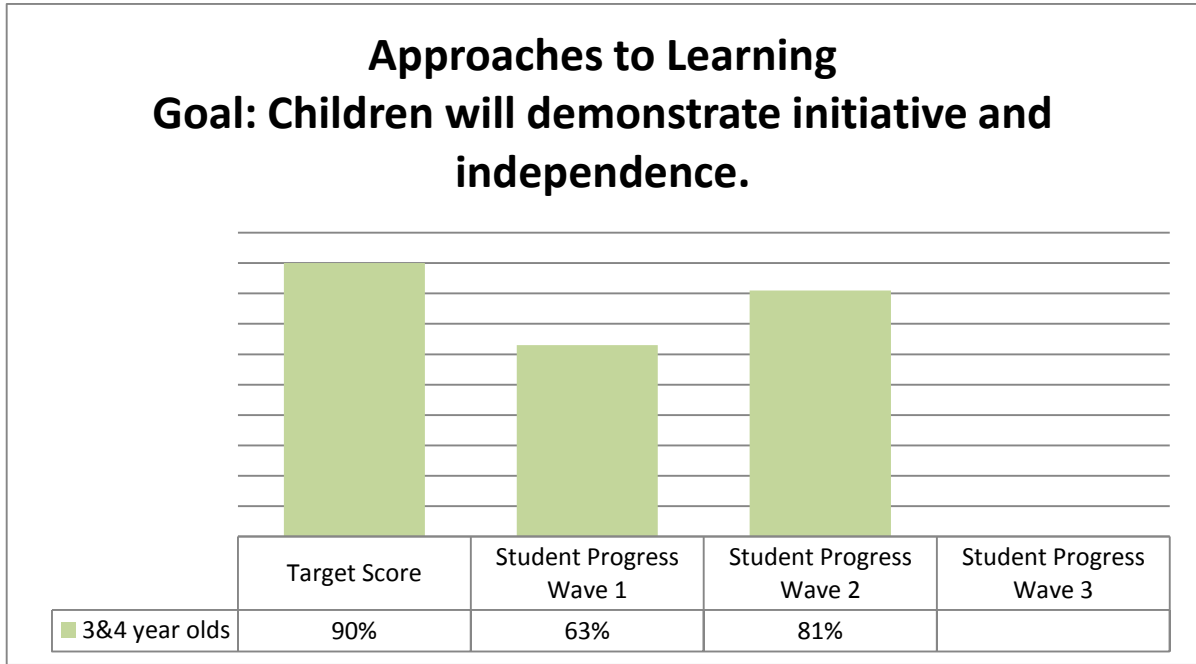 Approaches to Learning
Goal: Children will demonstrate initiative and
independence.
Target Score
Student Progress
Wave 1
Student Progress
Wave 2
Student Progress
Wave 3
3&4 year olds
90%
63%
81%